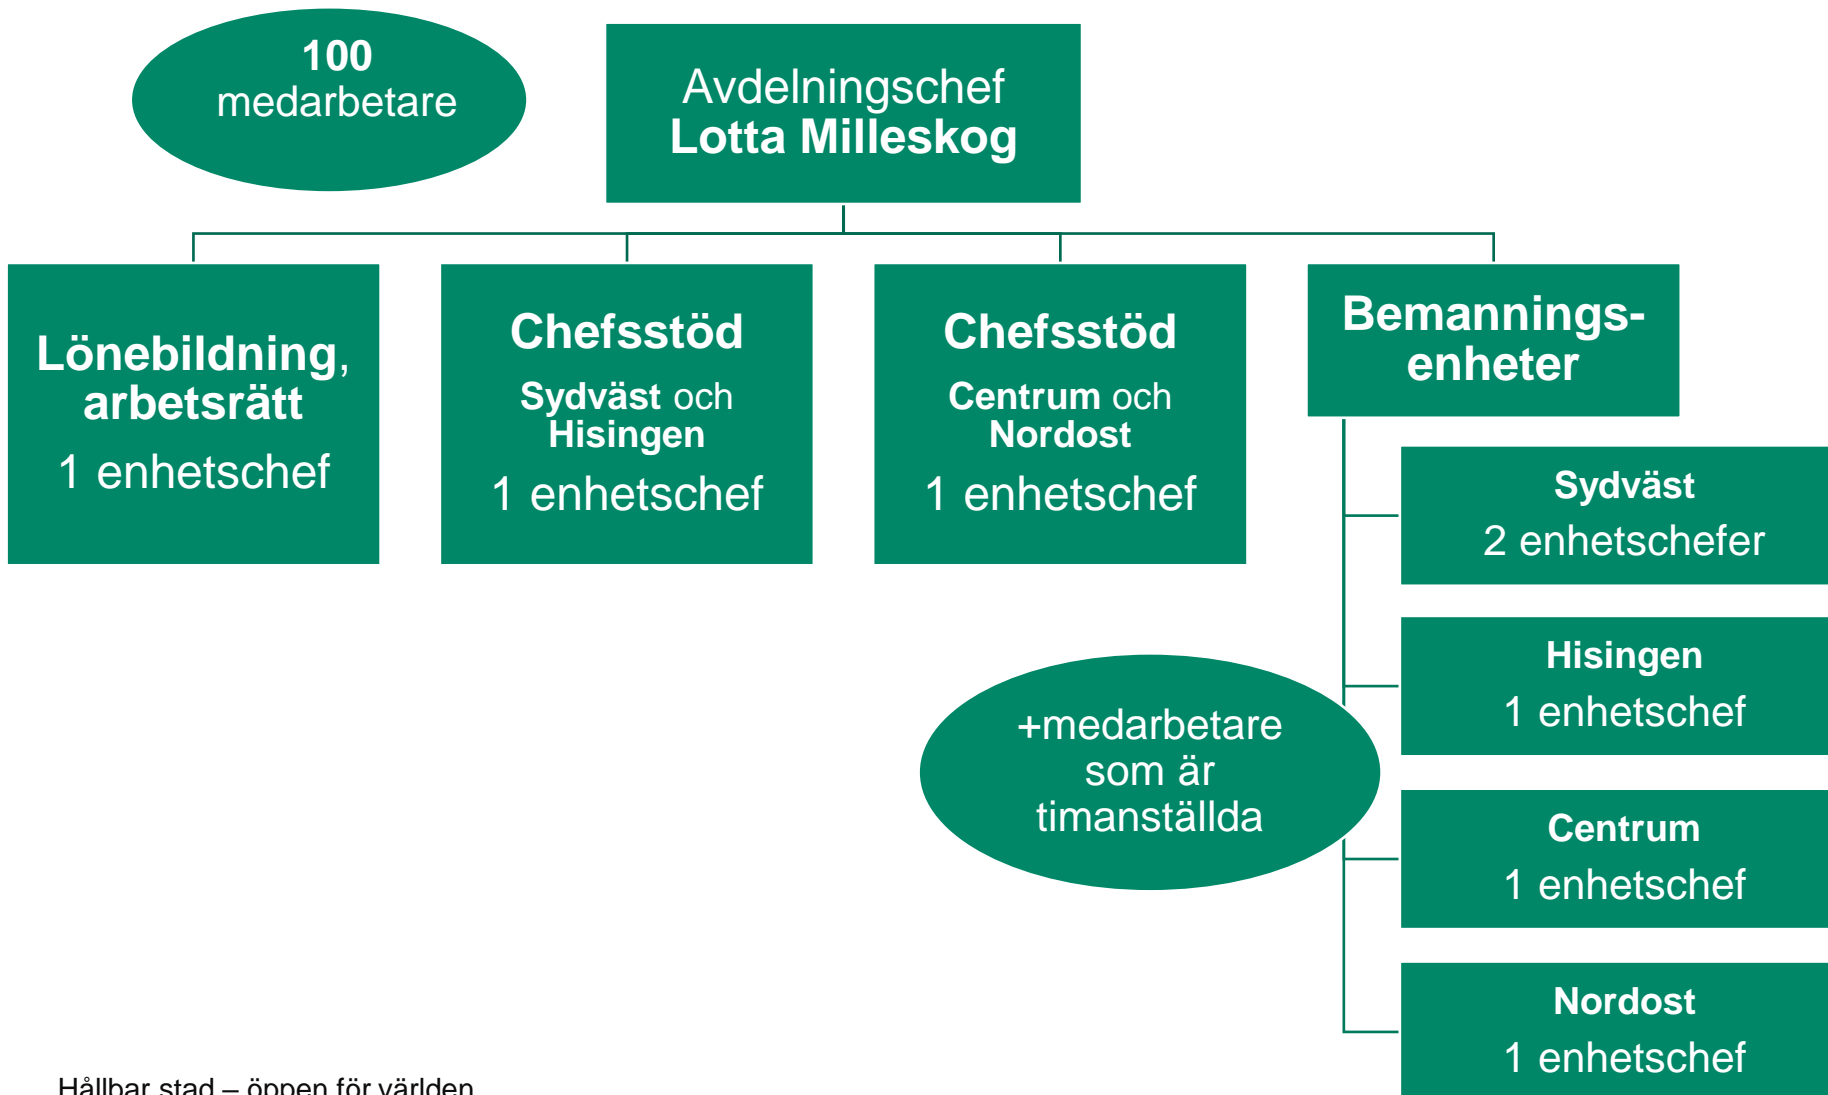 100
medarbetare
Avdelningschef
Lotta Milleskog
Lönebildning,
arbetsrätt
1 enhetschef
Chefsstöd
Sydväst och
Hisingen
1 enhetschef
Chefsstöd
Centrum och
Nordost
1 enhetschef
Bemannings-
enheter
Sydväst
2 enhetschefer
Hisingen
1 enhetschef
+medarbetare
som är
timanställda
Centrum
1 enhetschef
Nordost
1 enhetschef
Hållbar stad – öppen för världen